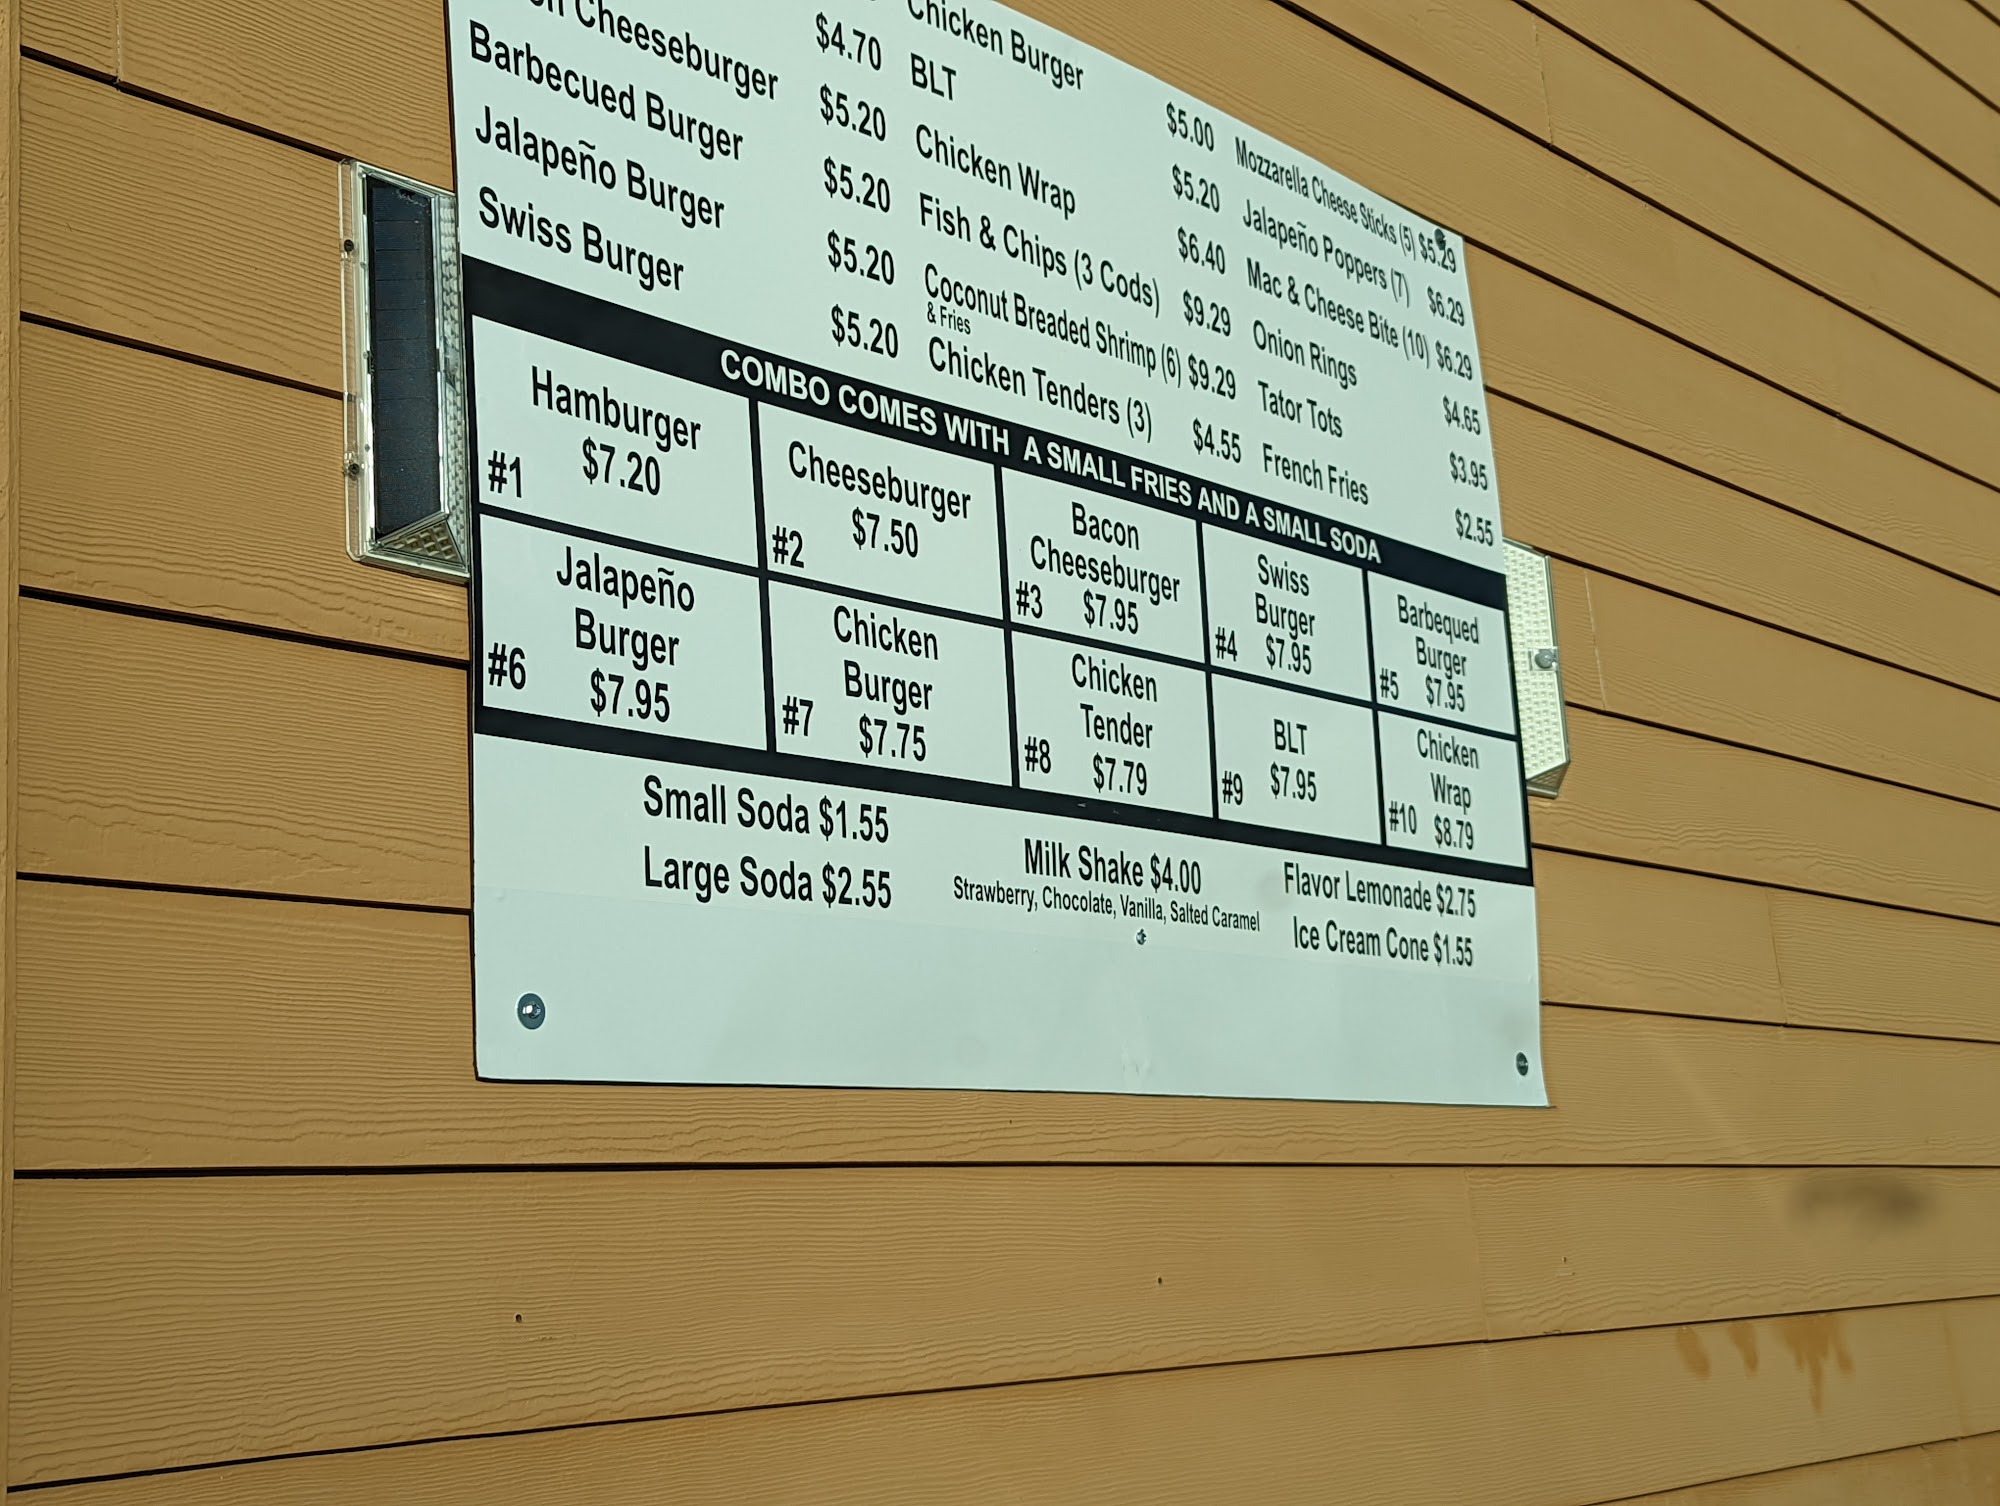 Cheeseburger
Barbecued Burger
Jalapeño Burger
Swiss Burger
$4.70
$5.20
$5.20
$5.20
$5.20
Chicken Burger
BLT
Chicken Wrap
Fish & Chips (3 Cods)
Coconut Breaded Shrimp (6)
& Fries
Chicken Tenders (3)
$5.00
$5.20
$6.40
$9.29
$9.29
$4.55
Mozzarella Cheese Sticks (5) $5.29
Jalapeño Poppers (7) $6.29
Mac & Cheese Bite (10) $6.29
Onion Rings $4.65
Tator Tots $3.95
French Fries $2.55
COMBO COMES WITH A SMALL FRIES AND A SMALL SODA
#1 Hamburger
$7.20
#2 Cheeseburger
$7.50
#3 Bacon
Cheeseburger
$7.95
#4 Swiss
Burger
$7.95
#5 Barbequed
Burger
$7.95
#6 Jalapeño
Burger
$7.95
#7 Chicken
Burger
$7.75
#8 Chicken
Tender
$7.79
#9 BLT
$7.95
#10 Chicken
Wrap
$8.79
Small Soda $1.55
Large Soda $2.55
Milk Shake $4.00
Strawberry, Chocolate, Vanilla, Salted Caramel
Flavor Lemonade $2.75
Ice Cream Cone $1.55